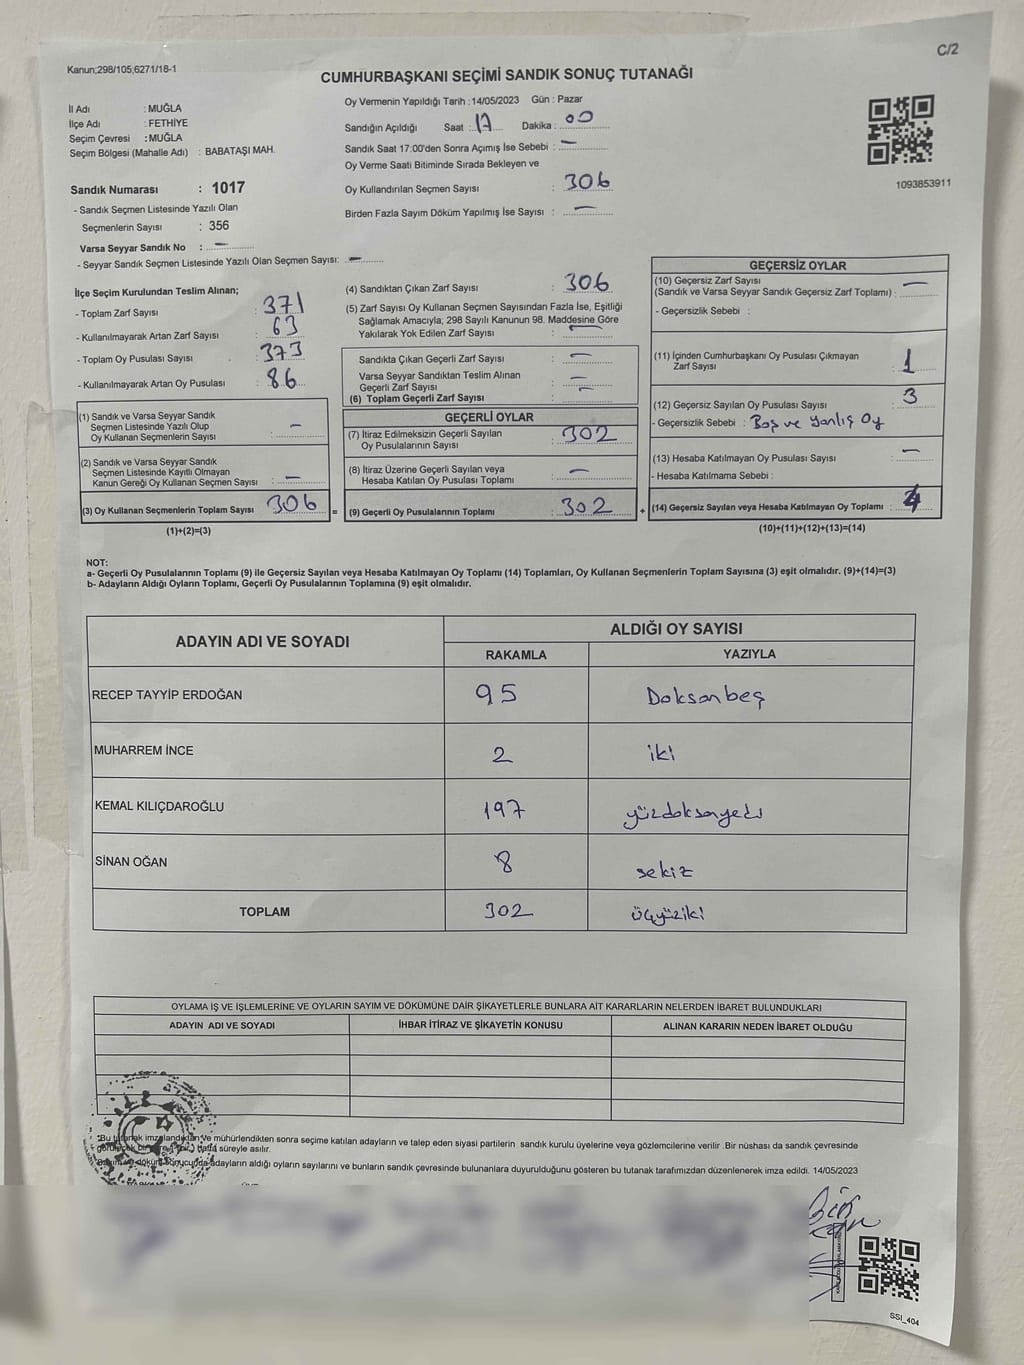 C/2
Kanun;298/105;6271/18-1
CUMHURBAŞKANI SEÇİMİ SANDIK SONUÇ TUTANAĞI
İl Adı : MUĞLA
İlçe Adı : FETHİYE
Seçim Çevresi : MUĞLA
Seçim Bölgesi (Mahalle Adı) : BABATAŞI MAH.
Sandık Numarası : 1017
- Sandık Seçmen Listesinde Yazılı Olan
Seçmenlerin Sayısı : 356
Varsa Seyyar Sandık No : —
- Seyyar Sandık Seçmen Listesinde Yazılı Olan Seçmen Sayısı: —
Oy Vermenin Yapıldığı Tarih : 14/05/2023 Gün : Pazar
Sandığın Açıldığı Saat : 17 Dakika : 00
Sandık Saat 17:00'den Sonra Açımış İse Sebebi : —
Oy Verme Saati Bitiminde Sırada Bekleyen ve
Oy Kullandırılan Seçmen Sayısı : 306
Birden Fazla Sayım Döküm Yapılmış İse Sayısı : —
1093853911
İlçe Seçim Kurulundan Teslim Alınan;
- Toplam Zarf Sayısı : 371
- Kullanılmayarak Artan Zarf Sayısı : 63
- Toplam Oy Pusulası Sayısı : 373
- Kullanılmayarak Artan Oy Pusulası : 86
(1) Sandık ve Varsa Seyyar Sandık
Seçmen Listesinde Yazılı Olup
Oy Kullanan Seçmenlerin Sayısı : —
(2) Sandık ve Varsa Seyyar Sandık
Seçmen Listesinde Kayıtlı Olmayan
Kanun Gereği Oy Kullanan Seçmen Sayısı : —
(3) Oy Kullanan Seçmenlerin Toplam Sayısı : 306
(1)+(2)=(3)
(4) Sandıktan Çıkan Zarf Sayısı : 306
(5) Zarf Sayısı Oy Kullanan Seçmen Sayısından Fazla İse, Eşitliği
Sağlamak Amacıyla; 298 Sayılı Kanunun 98. Maddesine Göre
Yakılarak Yok Edilen Zarf Sayısı : —
Sandıkta Çıkan Geçerli Zarf Sayısı : —
Varsa Seyyar Sandıktan Teslim Alınan
Geçerli Zarf Sayısı : —
(6) Toplam Geçerli Zarf Sayısı : —
GEÇERLİ OYLAR
(7) İtiraz Edilmeksizin Geçerli Sayılan
Oy Pusulalarının Sayısı : 302
(8) İtiraz Üzerine Geçerli Sayılan veya
Hesaba Katılan Oy Pusulası Toplamı : —
= (9) Geçerli Oy Pusulalarının Toplamı : 302
GEÇERSİZ OYLAR
(10) Geçersiz Zarf Sayısı
(Sandık ve Varsa Seyyar Sandık Geçersiz Zarf Toplamı) : —
- Geçersizlik Sebebi :
(11) İçinden Cumhurbaşkanı Oy Pusulası Çıkmayan
Zarf Sayısı : 1
(12) Geçersiz Sayılan Oy Pusulası Sayısı : 3
- Geçersizlik Sebebi : Boş ve Yanlış Oy
(13) Hesaba Katılmayan Oy Pusulası Sayısı : —
- Hesaba Katılmama Sebebi :
+ (14) Geçersiz Sayılan veya Hesaba Katılmayan Oy Toplamı : 4
(10)+(11)+(12)+(13)=(14)
NOT:
a- Geçerli Oy Pusulalarının Toplamı (9) ile Geçersiz Sayılan veya Hesaba Katılmayan Oy Toplamı (14) Toplamları, Oy Kullanan Seçmenlerin Toplam Sayısına (3) eşit olmalıdır. (9)+(14)=(3)
b- Adayların Aldığı Oyların Toplamı, Geçerli Oy Pusulalarının Toplamına (9) eşit olmalıdır.
ADAYIN ADI VE SOYADI ALDIĞI OY SAYISI
RAKAMLA YAZIYLA
RECEP TAYYİP ERDOĞAN 95 Doksanbeş
MUHARREM İNCE 2 iki
KEMAL KILIÇDAROĞLU 197 yüzdoksanyedi
SİNAN OĞAN 8 sekiz
TOPLAM 302 üçyüziki
OYLAMA İŞ VE İŞLEMLERİNE VE OYLARIN SAYIM VE DÖKÜMÜNE DAİR ŞİKAYETLERLE BUNLARA AİT KARARLARIN NELERDEN İBARET BULUNDUKLARI
ADAYIN ADI VE SOYADI İHBAR İTİRAZ VE ŞİKAYETİN KONUSU ALINAN KARARIN NEDEN İBARET OLDUĞU
*Bu tutanak imzalandıktan ve mühürlendikten sonra seçime katılan adayların ve talep eden siyasi partilerin sandık kurulu üyelerine veya gözlemcilerine verilir .Bir nüshası da sandık çevresinde
hafta süreyle asılır.
adayların aldığı oyların sayılarını ve bunların sandık çevresinde bulunanlara duyurulduğunu gösteren bu tutanak tarafımızdan düzenlenerek imza edildi. 14/05/2023
SSİ_404